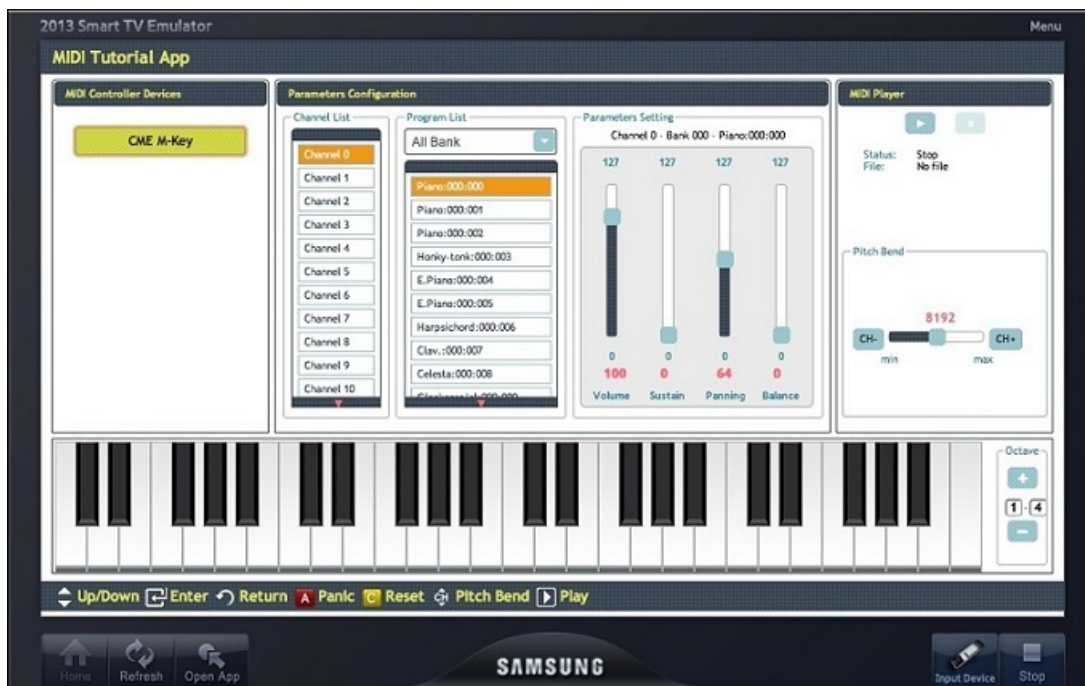 2013 Smart TV Emulator
Menu
MIDI Tutorial App
MIDI Controller Devices
CME M-Key
Parameters Configuration
Channel List
Channel 0
Channel 1
Channel 2
Channel 3
Channel 4
Channel 5
Channel 6
Channel 7
Channel 8
Channel 9
Channel 10
Program List
All Bank
Piano:000:000
Piano:000:001
Piano:000:002
Honky-tonk:000:003
E.Piano:000:004
E.Piano:000:005
Harpsichord:000:006
Clav.:000:007
Celesta:000:008
Parameters Setting
Channel 0 - Bank 000 - Piano:000:000
127 127 127 127
0 0 0 0
100 0 64 0
Volume Sustain Panning Balance
MIDI Player
Status: Stop
File: No file
Pitch Bend
8192
CH- CH+
min max
Octave
+
1 - 4
-
Up/Down Enter Return A Panic C Reset CH Pitch Bend Play
Home Refresh Open App
SAMSUNG
Input Device Stop